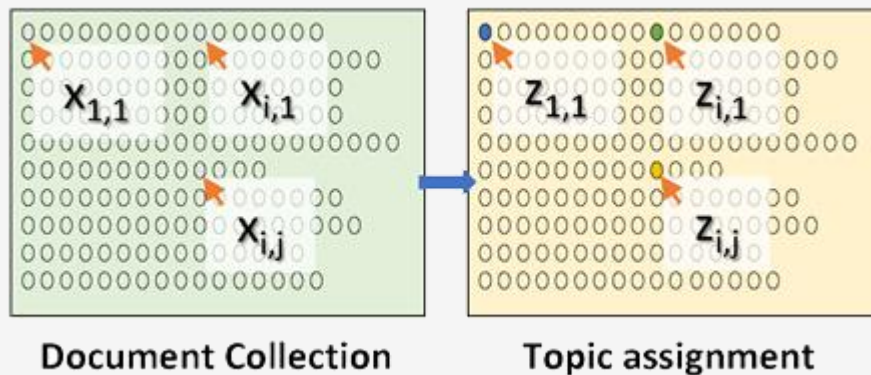 x1,1
xi,1
xi,j
z1,1
zi,1
zi,j
Document Collection
Topic assignment